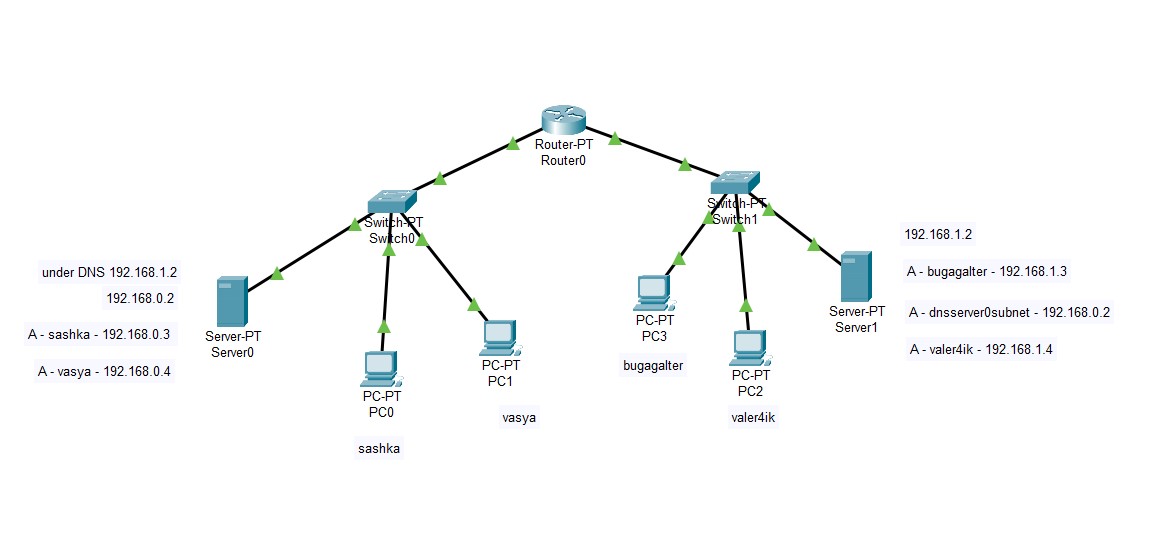 Router-PT
Router0
Switch-PT
Switch0
Switch-PT
Switch1
under DNS 192.168.1.2
192.168.0.2
A - sashka - 192.168.0.3
A - vasya - 192.168.0.4
Server-PT
Server0
PC-PT
PC0
sashka
PC-PT
PC1
vasya
PC-PT
PC3
bugagalter
PC-PT
PC2
valer4ik
Server-PT
Server1
192.168.1.2
A - bugagalter - 192.168.1.3
A - dnsserver0subnet - 192.168.0.2
A - valer4ik - 192.168.1.4